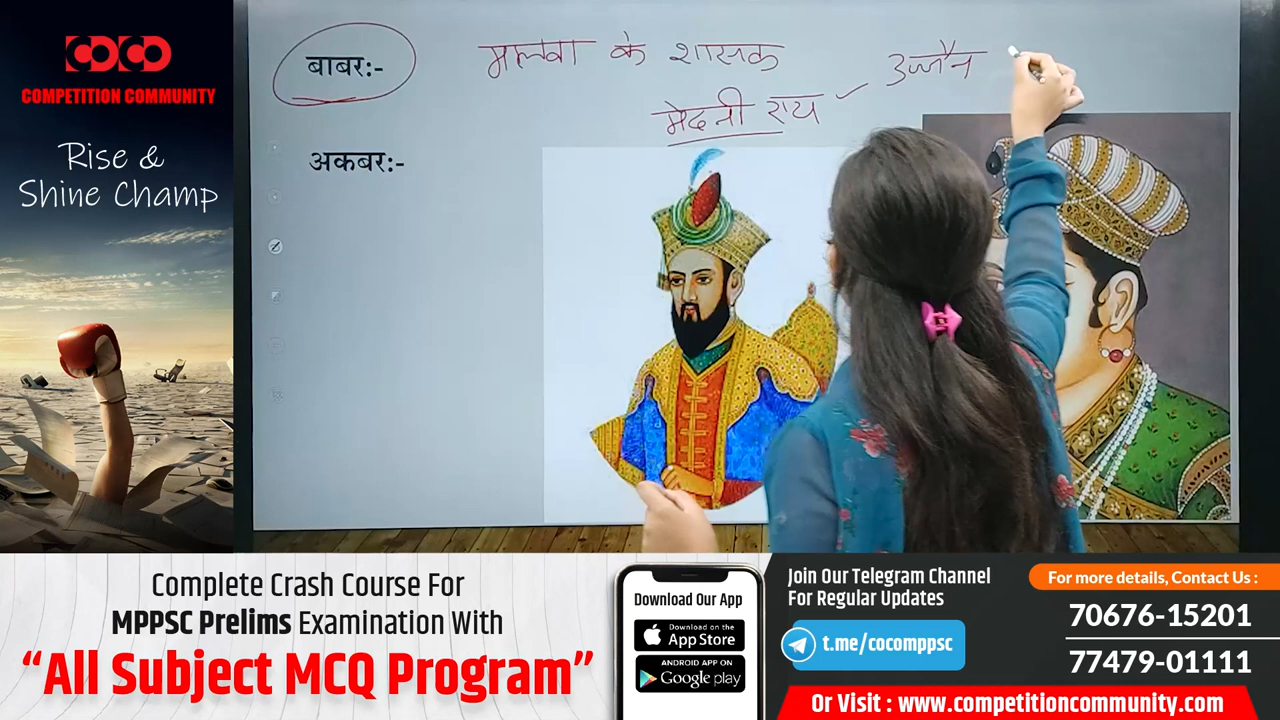 COCO
COMPETITION COMMUNITY
Rise &
Shine Champ
बाबर:-
मालवा के शासक
मेदनी राय
उज्जैन
अकबर:-
Complete Crash Course For
MPPSC Prelims Examination With
“All Subject MCQ Program”
Download Our App
Download on the
App Store
ANDROID APP ON
Google play
Join Our Telegram Channel
For Regular Updates
t.me/cocomppsc
For more details, Contact Us :
70676-15201
77479-01111
Or Visit : www.competitioncommunity.com